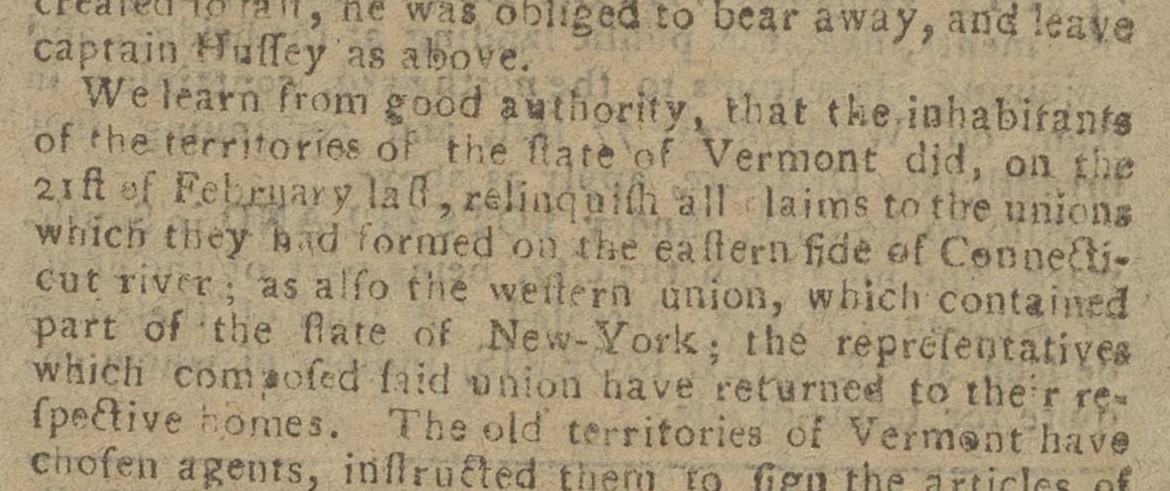 created to fail, he was obliged to bear away, and leave
captain Huſſey as above.
We learn from good authority, that the inhabitants
of the territories of the ſtate of Vermont did, on the
21ſt of February laſt, relinquiſh all claims to the unions
which they had formed on the eaſtern ſide of Connecti-
cut river; as alſo the weſtern union, which contained
part of the ſtate of New-York; the repreſentatives
which compoſed ſaid union have returned to their re-
ſpective homes. The old territories of Vermont have
choſen agents, inſtructed them to ſign the articles of